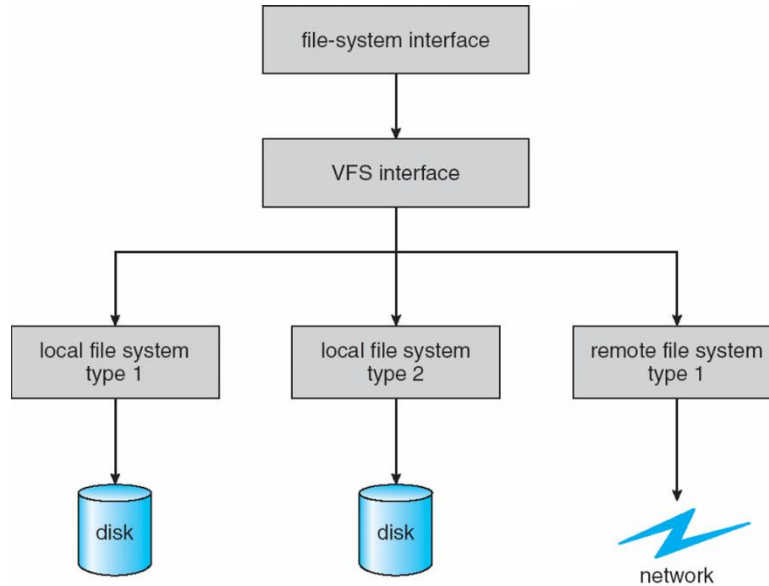 file-system interface
VFS interface
local file system
type 1
local file system
type 2
remote file system
type 1
disk
disk
network